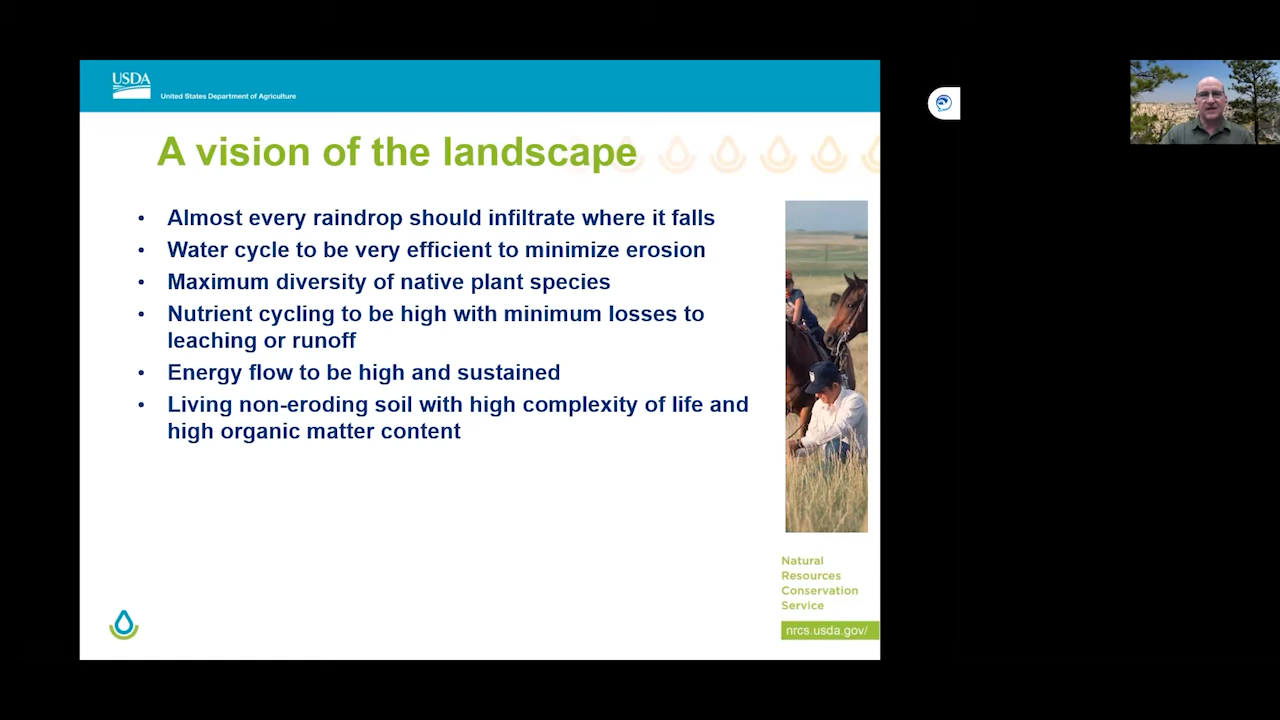 USDA
United States Department of Agriculture
A vision of the landscape
• Almost every raindrop should infiltrate where it falls
• Water cycle to be very efficient to minimize erosion
• Maximum diversity of native plant species
• Nutrient cycling to be high with minimum losses to
leaching or runoff
• Energy flow to be high and sustained
• Living non-eroding soil with high complexity of life and
high organic matter content
Natural
Resources
Conservation
Service
nrcs.usda.gov/